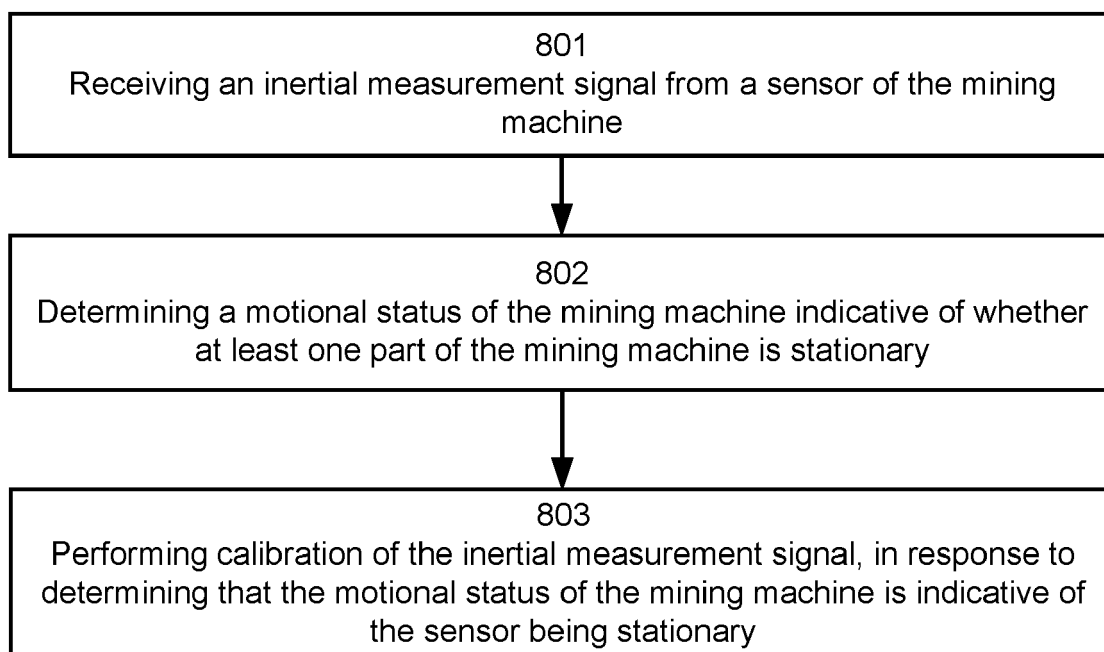 801
Receiving an inertial measurement signal from a sensor of the mining
machine
802
Determining a motional status of the mining machine indicative of whether
at least one part of the mining machine is stationary
803
Performing calibration of the inertial measurement signal, in response to
determining that the motional status of the mining machine is indicative of
the sensor being stationary